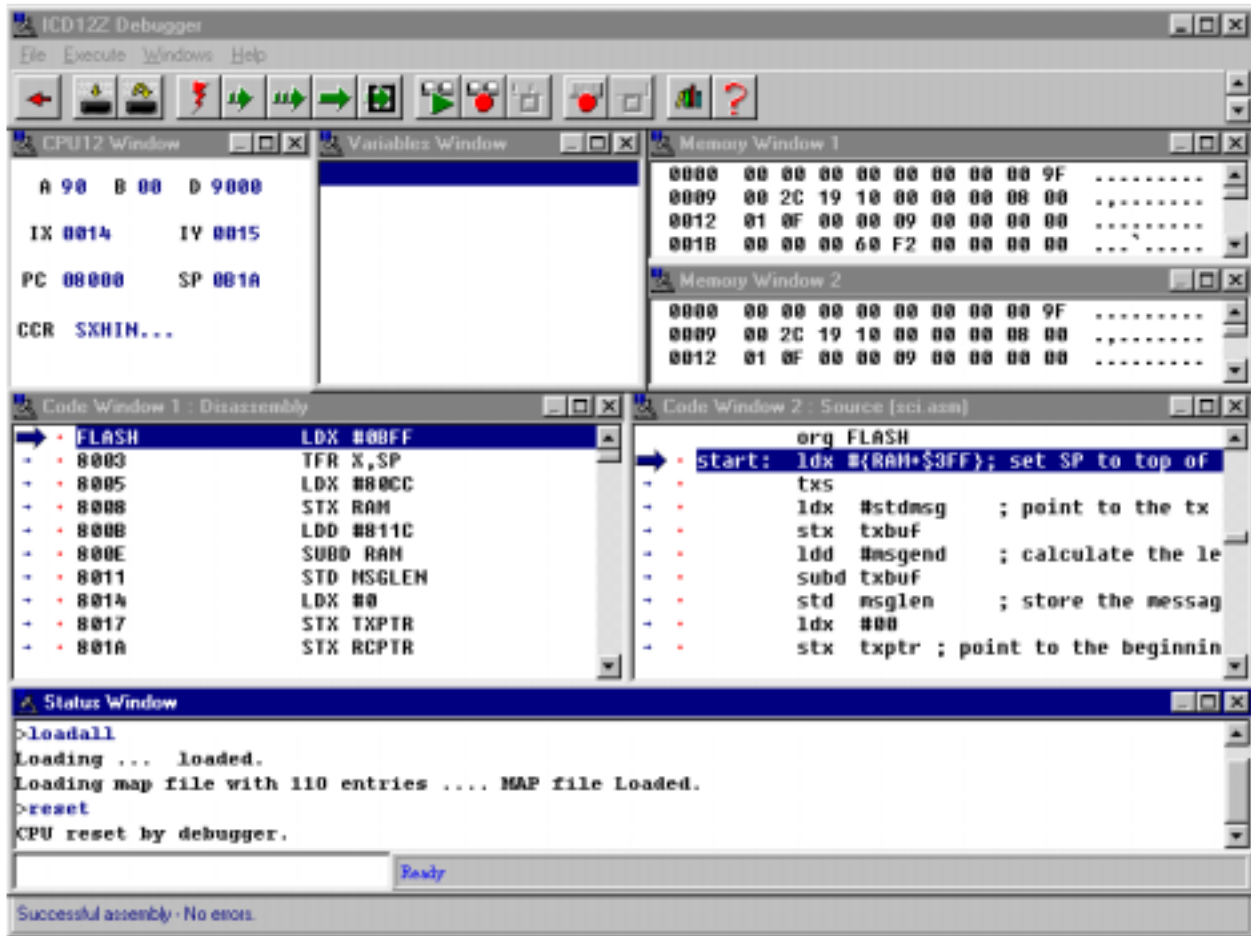 ICD12Z Debugger
File Execute Windows Help
CPU12 Window
A 90 B 00 D 9000
IX 0014 IY 0015
PC 08000 SP 0B1A
CCR SXHIN...
Variables Window
Memory Window 1
0000 00 00 00 00 00 00 00 00 9F .........
0009 00 2C 19 10 00 00 00 08 00 .,.......
0012 01 0F 00 00 09 00 00 00 00 .........
001B 00 00 00 60 F2 00 00 00 00 ...`.....
Memory Window 2
0000 00 00 00 00 00 00 00 00 9F .........
0009 00 2C 19 10 00 00 00 08 00 .,.......
0012 01 0F 00 00 09 00 00 00 00 .........
Code Window 1 : Disassembly
FLASH LDX #0BFF
8003 TFR X,SP
8005 LDX #80CC
8008 STX RAM
800B LDD #811C
800E SUBD RAM
8011 STD MSGLEN
8014 LDX #0
8017 STX TXPTR
801A STX RCPTR
Code Window 2 : Source (sci.asm)
org FLASH
start: ldx #{RAM+$3FF}; set SP to top of
txs
ldx #stdmsg ; point to the tx
stx txbuf
ldd #msgend ; calculate the le
subd txbuf
std msglen ; store the messag
ldx #00
stx txptr ; point to the beginnin
Status Window
>loadall
Loading ... loaded.
Loading map file with 110 entries .... MAP file Loaded.
>reset
CPU reset by debugger.
Ready
Successful assembly - No errors.